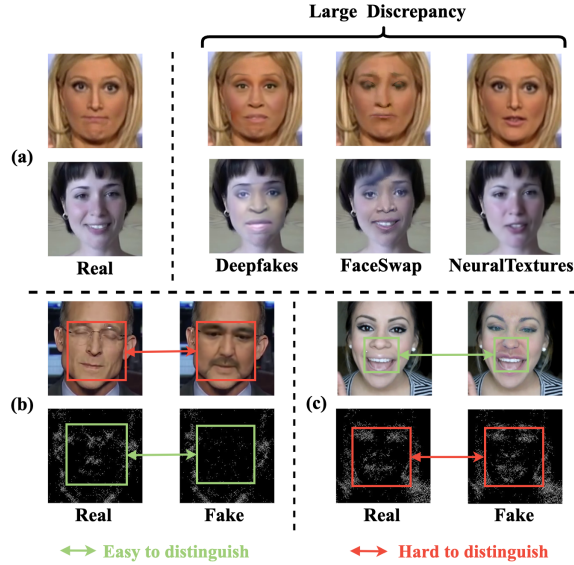 Large Discrepancy
(a)
Real
Deepfakes
FaceSwap
NeuralTextures
(b)
(c)
Real
Fake
Real
Fake
Easy to distinguish
Hard to distinguish